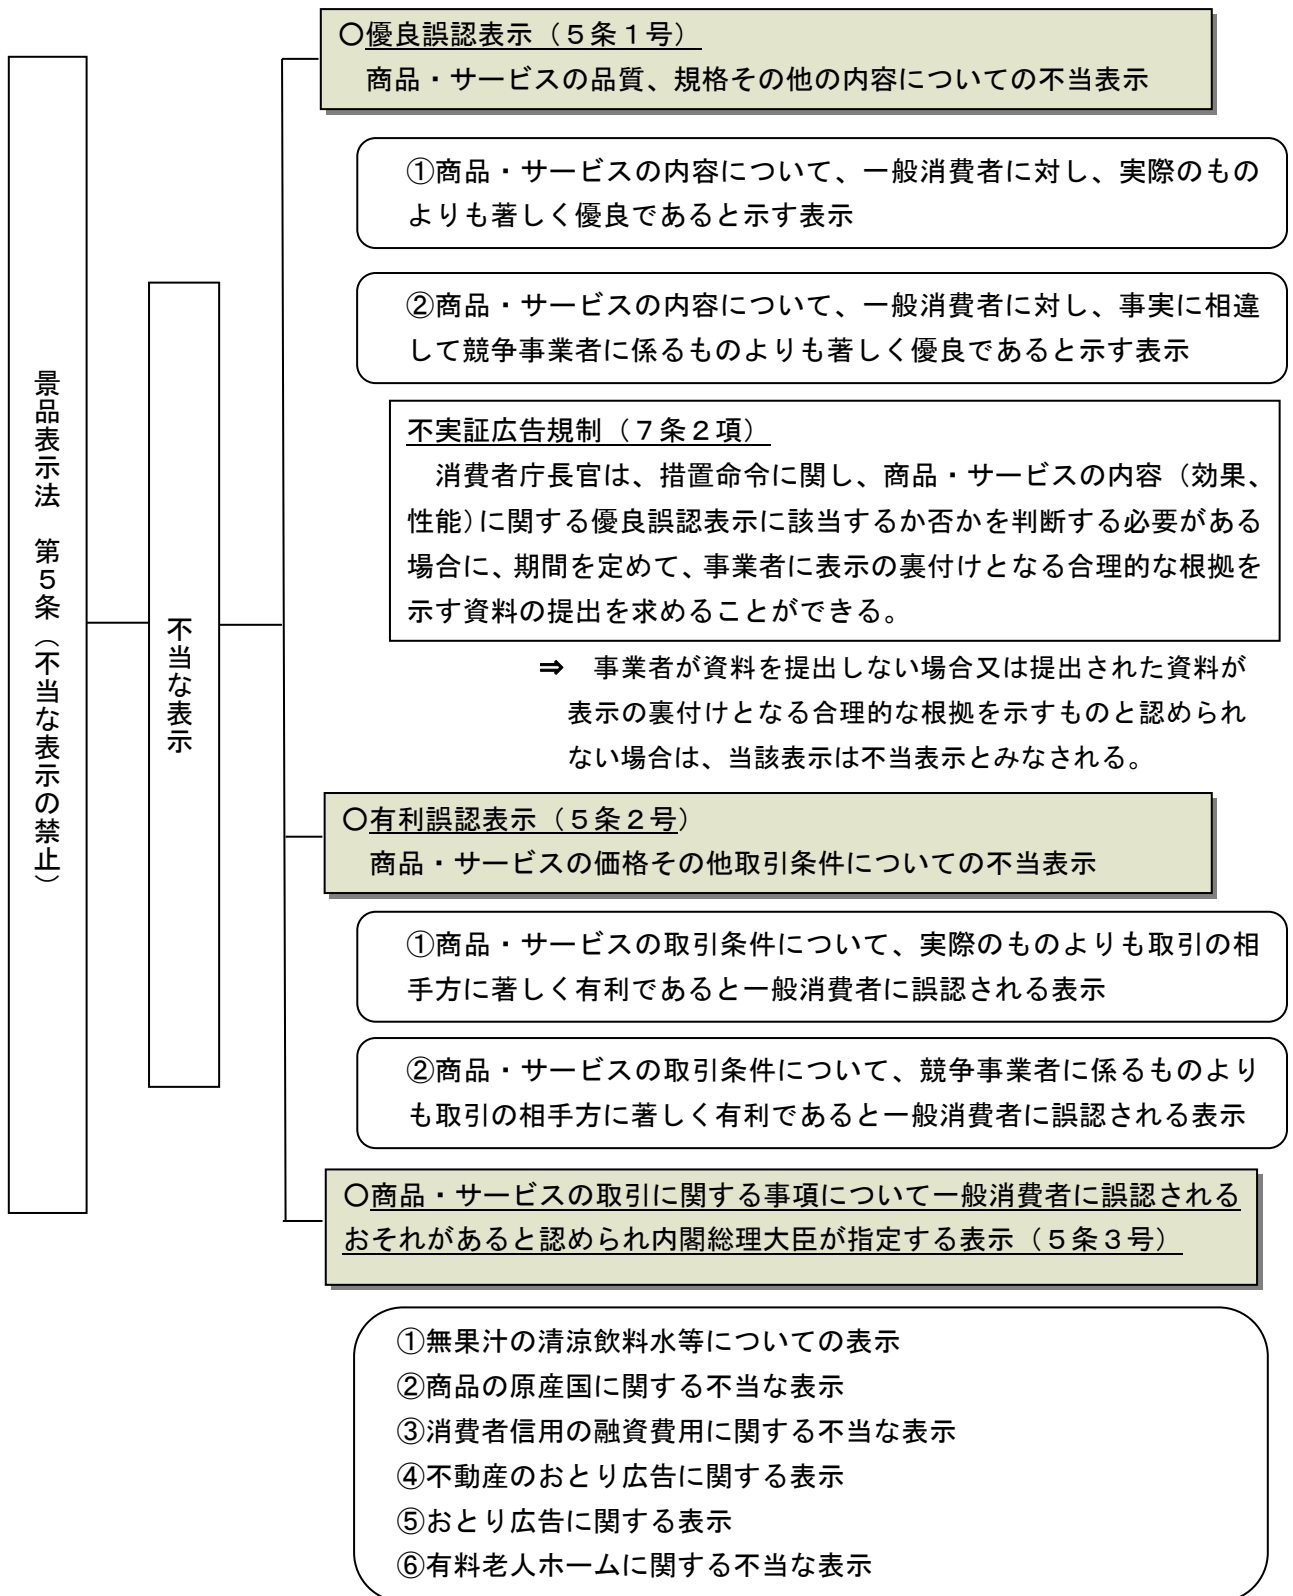 景品表示法 第5条（不当な表示の禁止）
不当な表示
〇優良誤認表示（５条１号）
商品・サービスの品質、規格その他の内容についての不当表示
①商品・サービスの内容について、一般消費者に対し、実際のもの
よりも著しく優良であると示す表示
②商品・サービスの内容について、一般消費者に対し、事実に相違
して競争事業者に係るものよりも著しく優良であると示す表示
不実証広告規制（７条２項）
消費者庁長官は、措置命令に関し、商品・サービスの内容（効果、
性能）に関する優良誤認表示に該当するか否かを判断する必要がある
場合に、期間を定めて、事業者に表示の裏付けとなる合理的な根拠を
示す資料の提出を求めることができる。
⇒ 事業者が資料を提出しない場合又は提出された資料が
表示の裏付けとなる合理的な根拠を示すものと認められ
ない場合は、当該表示は不当表示とみなされる。
〇有利誤認表示（５条２号）
商品・サービスの価格その他取引条件についての不当表示
①商品・サービスの取引条件について、実際のものよりも取引の相
手方に著しく有利であると一般消費者に誤認される表示
②商品・サービスの取引条件について、競争事業者に係るものより
も取引の相手方に著しく有利であると一般消費者に誤認される表示
〇商品・サービスの取引に関する事項について一般消費者に誤認される
おそれがあると認められ内閣総理大臣が指定する表示（５条３号）
①無果汁の清涼飲料水等についての表示
②商品の原産国に関する不当な表示
③消費者信用の融資費用に関する不当な表示
④不動産のおとり広告に関する表示
⑤おとり広告に関する表示
⑥有料老人ホームに関する不当な表示